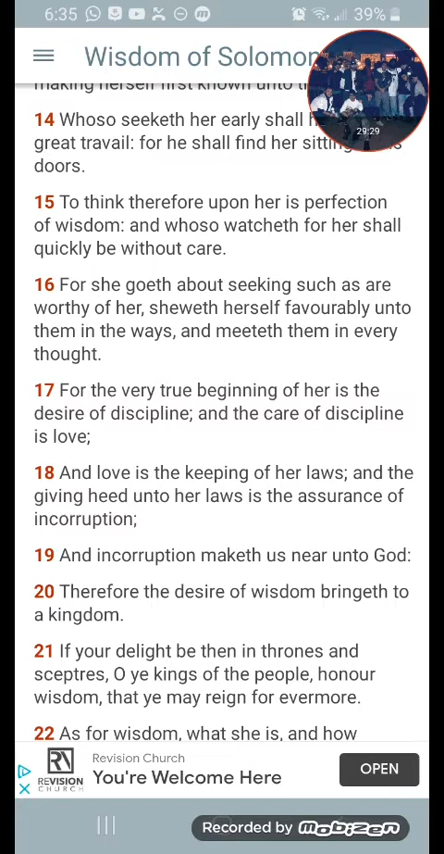 6:35
39%
Wisdom of Solomon
29:29
making herself first known unto
14 Whoso seeketh her early shall
great travail: for he shall find her sitting
doors.
15 To think therefore upon her is perfection
of wisdom: and whoso watcheth for her shall
quickly be without care.
16 For she goeth about seeking such as are
worthy of her, sheweth herself favourably unto
them in the ways, and meeteth them in every
thought.
17 For the very true beginning of her is the
desire of discipline; and the care of discipline
is love;
18 And love is the keeping of her laws; and the
giving heed unto her laws is the assurance of
incorruption;
19 And incorruption maketh us near unto God:
20 Therefore the desire of wisdom bringeth to
a kingdom.
21 If your delight be then in thrones and
sceptres, O ye kings of the people, honour
wisdom, that ye may reign for evermore.
22 As for wisdom, what she is, and how
RN
REVISION
CHURCH
Revision Church
You're Welcome Here
OPEN
Recorded by mobizen